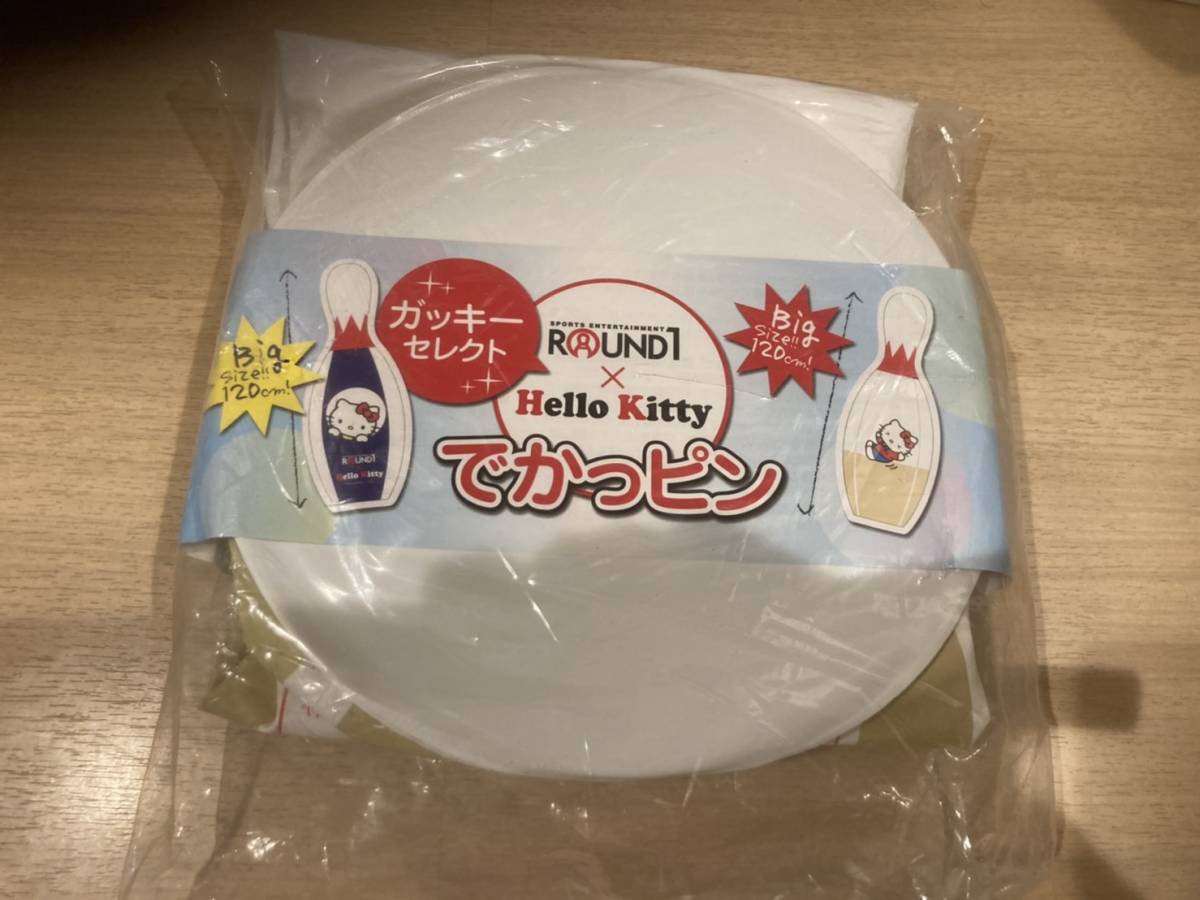 ガッキー
セレクト
SPORTS ENTERTAINMENT
ROUND1
×
Hello Kitty
でかっピン
Big
Size!!
120cm!
ROUND1
Hello Kitty
Big
Size!!
120cm!